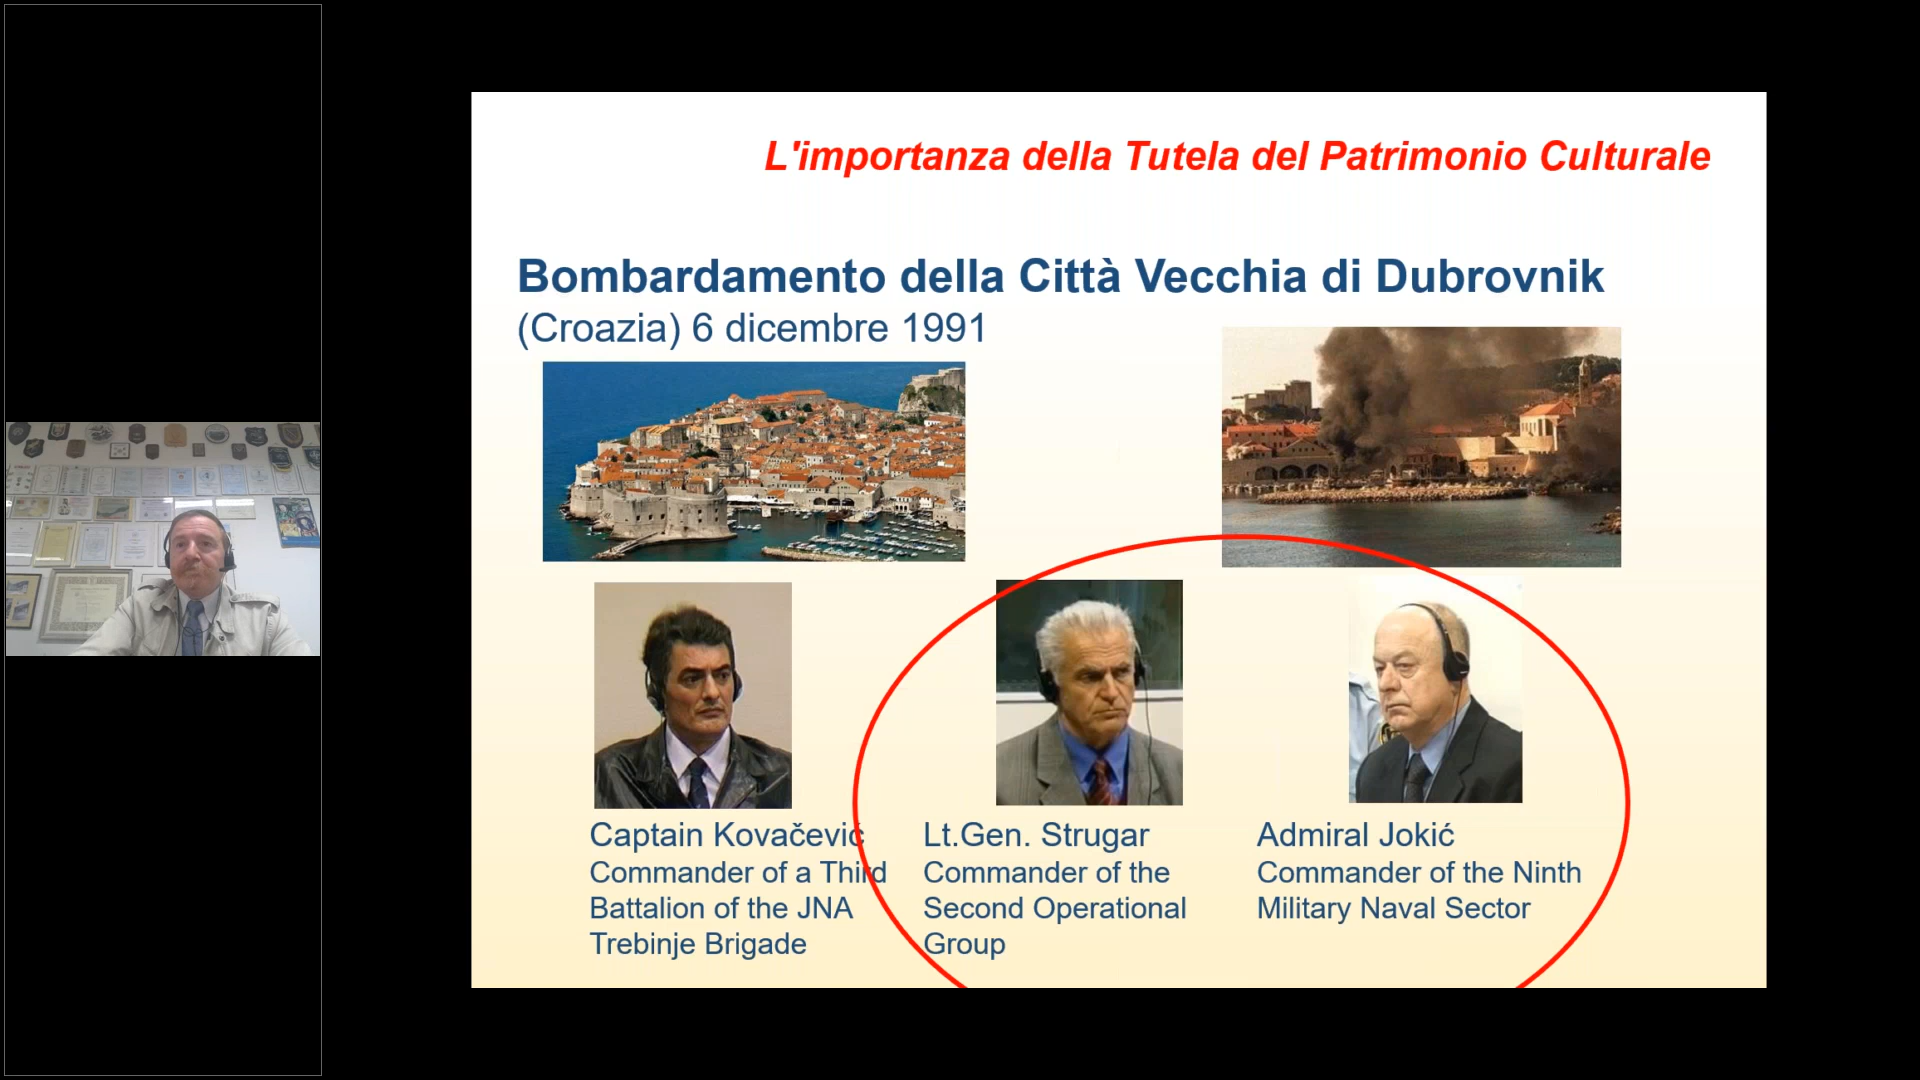 L'importanza della Tutela del Patrimonio Culturale
Bombardamento della Città Vecchia di Dubrovnik
(Croazia) 6 dicembre 1991
Captain Kovačević
Commander of a Third
Battalion of the JNA
Trebinje Brigade
Lt.Gen. Strugar
Commander of the
Second Operational
Group
Admiral Jokić
Commander of the Ninth
Military Naval Sector